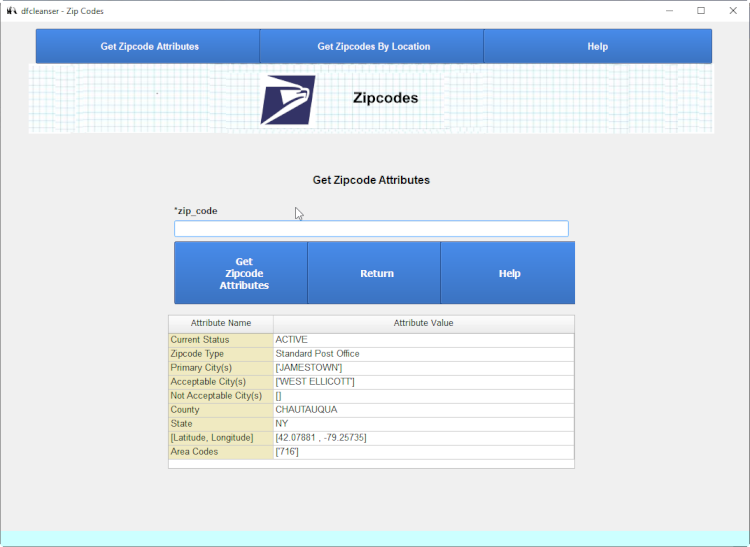 dfcleanser - Zip Codes
Get Zipcode Attributes
Get Zipcodes By Location
Help
Zipcodes
Get Zipcode Attributes
*zip_code
Get
Zipcode
Attributes
Return
Help
Attribute Name Attribute Value
Current Status ACTIVE
Zipcode Type Standard Post Office
Primary City(s) ['JAMESTOWN']
Acceptable City(s) ['WEST ELLICOTT']
Not Acceptable City(s) []
County CHAUTAUQUA
State NY
[Latitude, Longitude] [42.07881 , -79.25735]
Area Codes ['716']